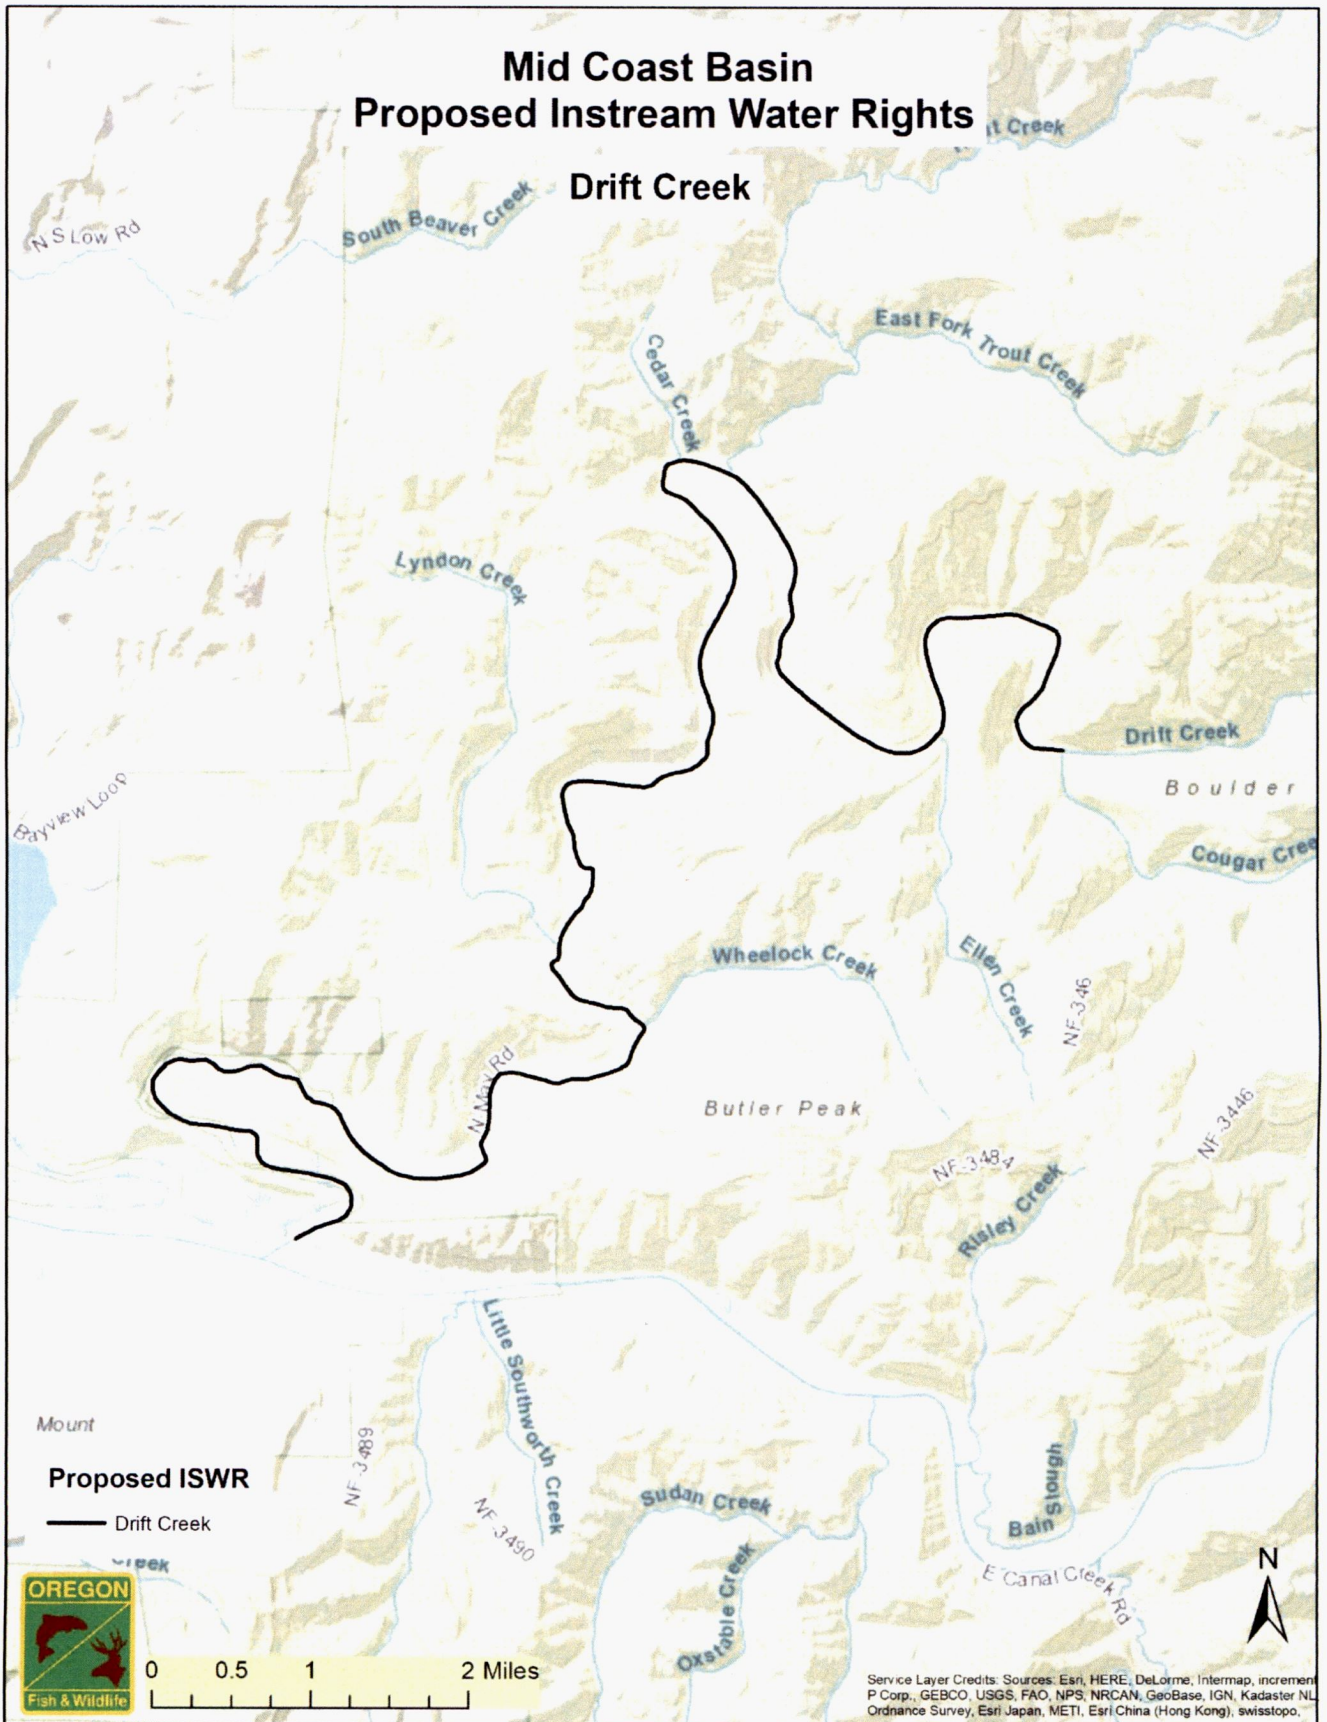 Mid Coast Basin
Proposed Instream Water Rights
Drift Creek
Creek
South Beaver Creek
N S Low Rd
East Fork Trout Creek
Cedar Creek
Lyndon Creek
Drift Creek
Boulder
Bayview Loop
Cougar Cree
Wheelock Creek
Ellen Creek
NF-346
N May Rd
Butler Peak
NF-3446
NF-3484
Risley Creek
Little Southworth Creek
Mount
NF-3489
Proposed ISWR
Drift Creek
NF-3490
Sudan Creek
Bain Slough
Oxstable Creek
E Canal Creek Rd
N
OREGON
Fish & Wildlife
0 0.5 1 2 Miles
Service Layer Credits: Sources: Esri, HERE, DeLorme, Intermap, increment
P Corp., GEBCO, USGS, FAO, NPS, NRCAN, GeoBase, IGN, Kadaster NL,
Ordnance Survey, Esri Japan, METI, Esri China (Hong Kong), swisstopo,